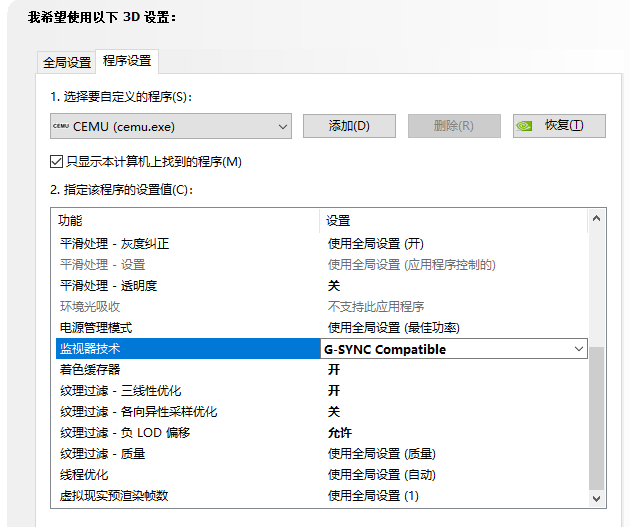 我希望使用以下 3D 设置：
全局设置 程序设置
1. 选择要自定义的程序(S)：
CEMU CEMU (cemu.exe) 添加(D) 删除(R) 恢复(T)
只显示本计算机上找到的程序(M)
2. 指定该程序的设置值(C)：
功能 设置
平滑处理 - 灰度纠正 使用全局设置 (开)
平滑处理 - 设置 使用全局设置 (应用程序控制的)
平滑处理 - 透明度 关
环境光吸收 不支持此应用程序
电源管理模式 使用全局设置 (最佳功率)
监视器技术 G-SYNC Compatible
着色缓存器 开
纹理过滤 - 三线性优化 开
纹理过滤 - 各向异性采样优化 关
纹理过滤 - 负 LOD 偏移 允许
纹理过滤 - 质量 使用全局设置 (质量)
线程优化 使用全局设置 (自动)
虚拟现实预渲染帧数 使用全局设置 (1)